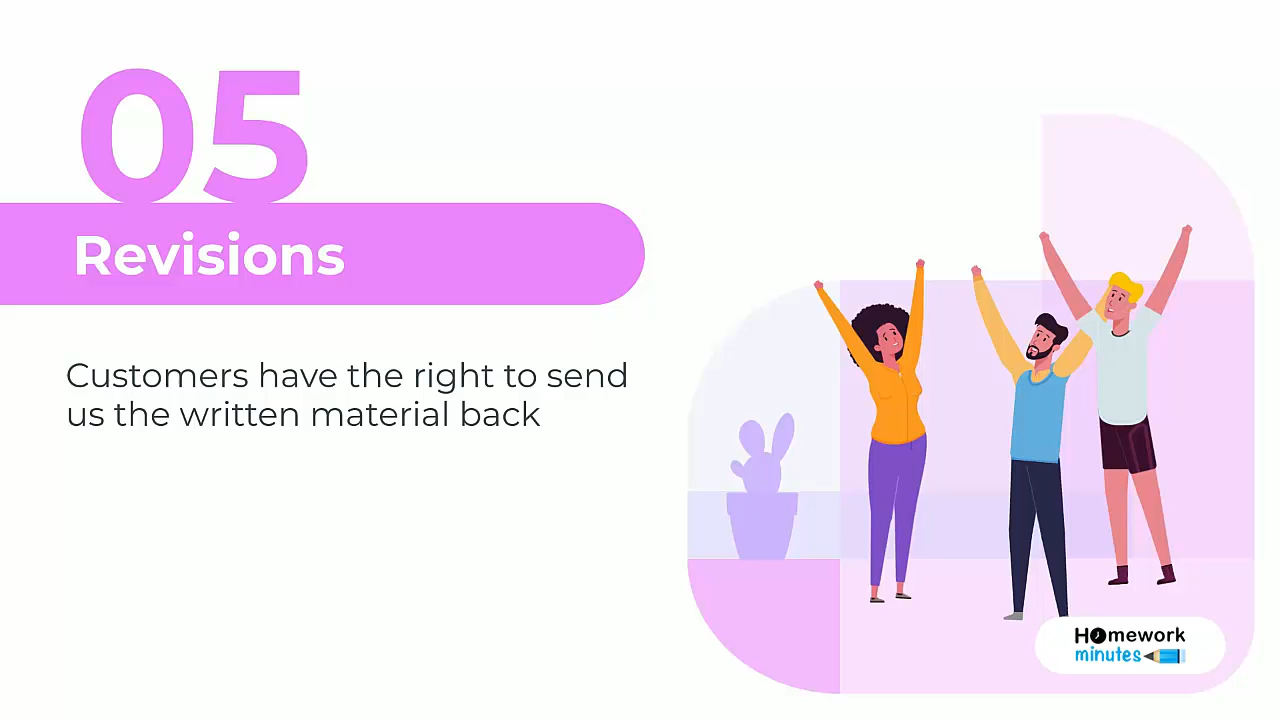 05
Revisions
Customers have the right to send
us the written material back
Homework
minutes